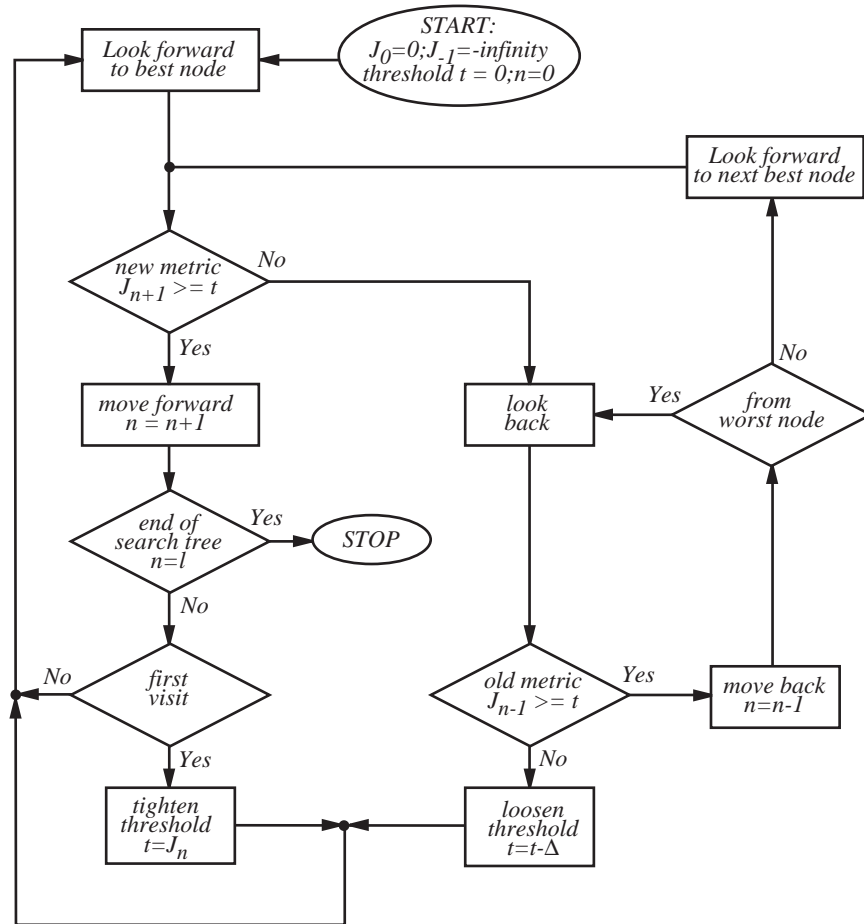 START:
J0=0;J-1=-infinity
threshold t = 0;n=0
Look forward
to best node
Look forward
to next best node
new metric
Jn+1 >= t
No
Yes
move forward
n = n+1
look
back
Yes
from
worst node
No
end of
search tree
n=l
Yes
STOP
No
No
first
visit
Yes
old metric
Jn-1 >= t
Yes
move back
n=n-1
No
tighten
threshold
t=Jn
loosen
threshold
t=t-Δ